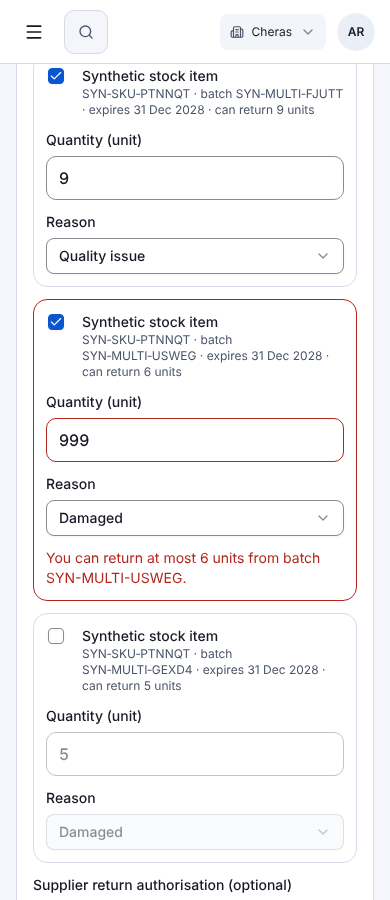 Cheras
AR
Synthetic stock item
SYN-SKU-PTNNQT · batch SYN-MULTI-FJUTT
· expires 31 Dec 2028 · can return 9 units
Quantity (unit)
9
Reason
Quality issue
Synthetic stock item
SYN-SKU-PTNNQT · batch
SYN-MULTI-USWEG · expires 31 Dec 2028 ·
can return 6 units
Quantity (unit)
999
Reason
Damaged
You can return at most 6 units from batch
SYN-MULTI-USWEG.
Synthetic stock item
SYN-SKU-PTNNQT · batch
SYN-MULTI-GEXD4 · expires 31 Dec 2028 ·
can return 5 units
Quantity (unit)
5
Reason
Damaged
Supplier return authorisation (optional)